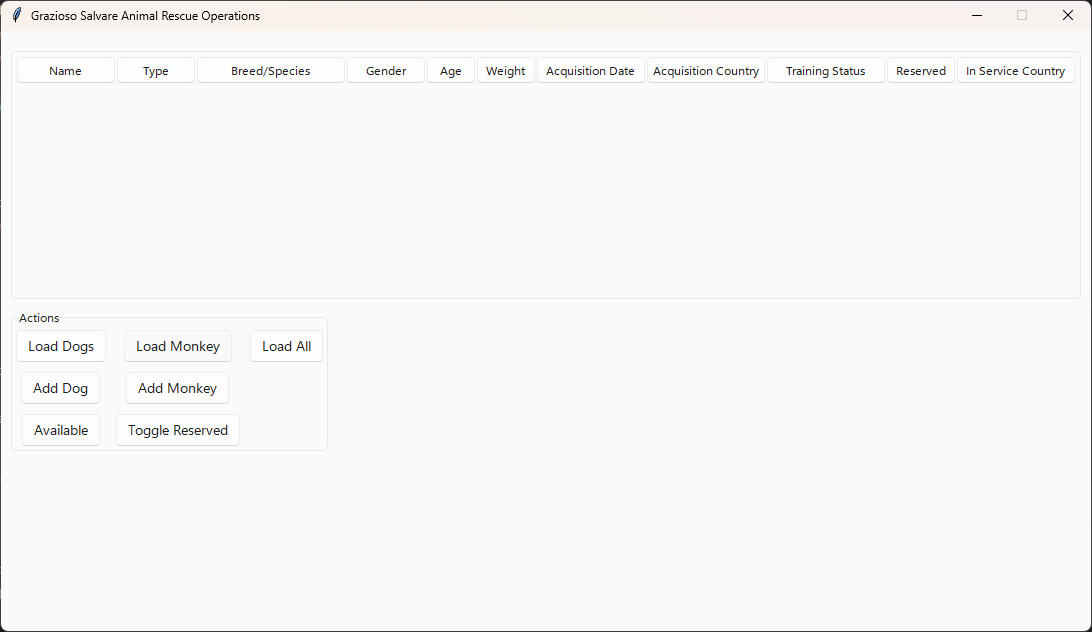 Grazioso Salvare Animal Rescue Operations
Name Type Breed/Species Gender Age Weight Acquisition Date Acquisition Country Training Status Reserved In Service Country
Actions
Load Dogs Load Monkey Load All
Add Dog Add Monkey
Available Toggle Reserved